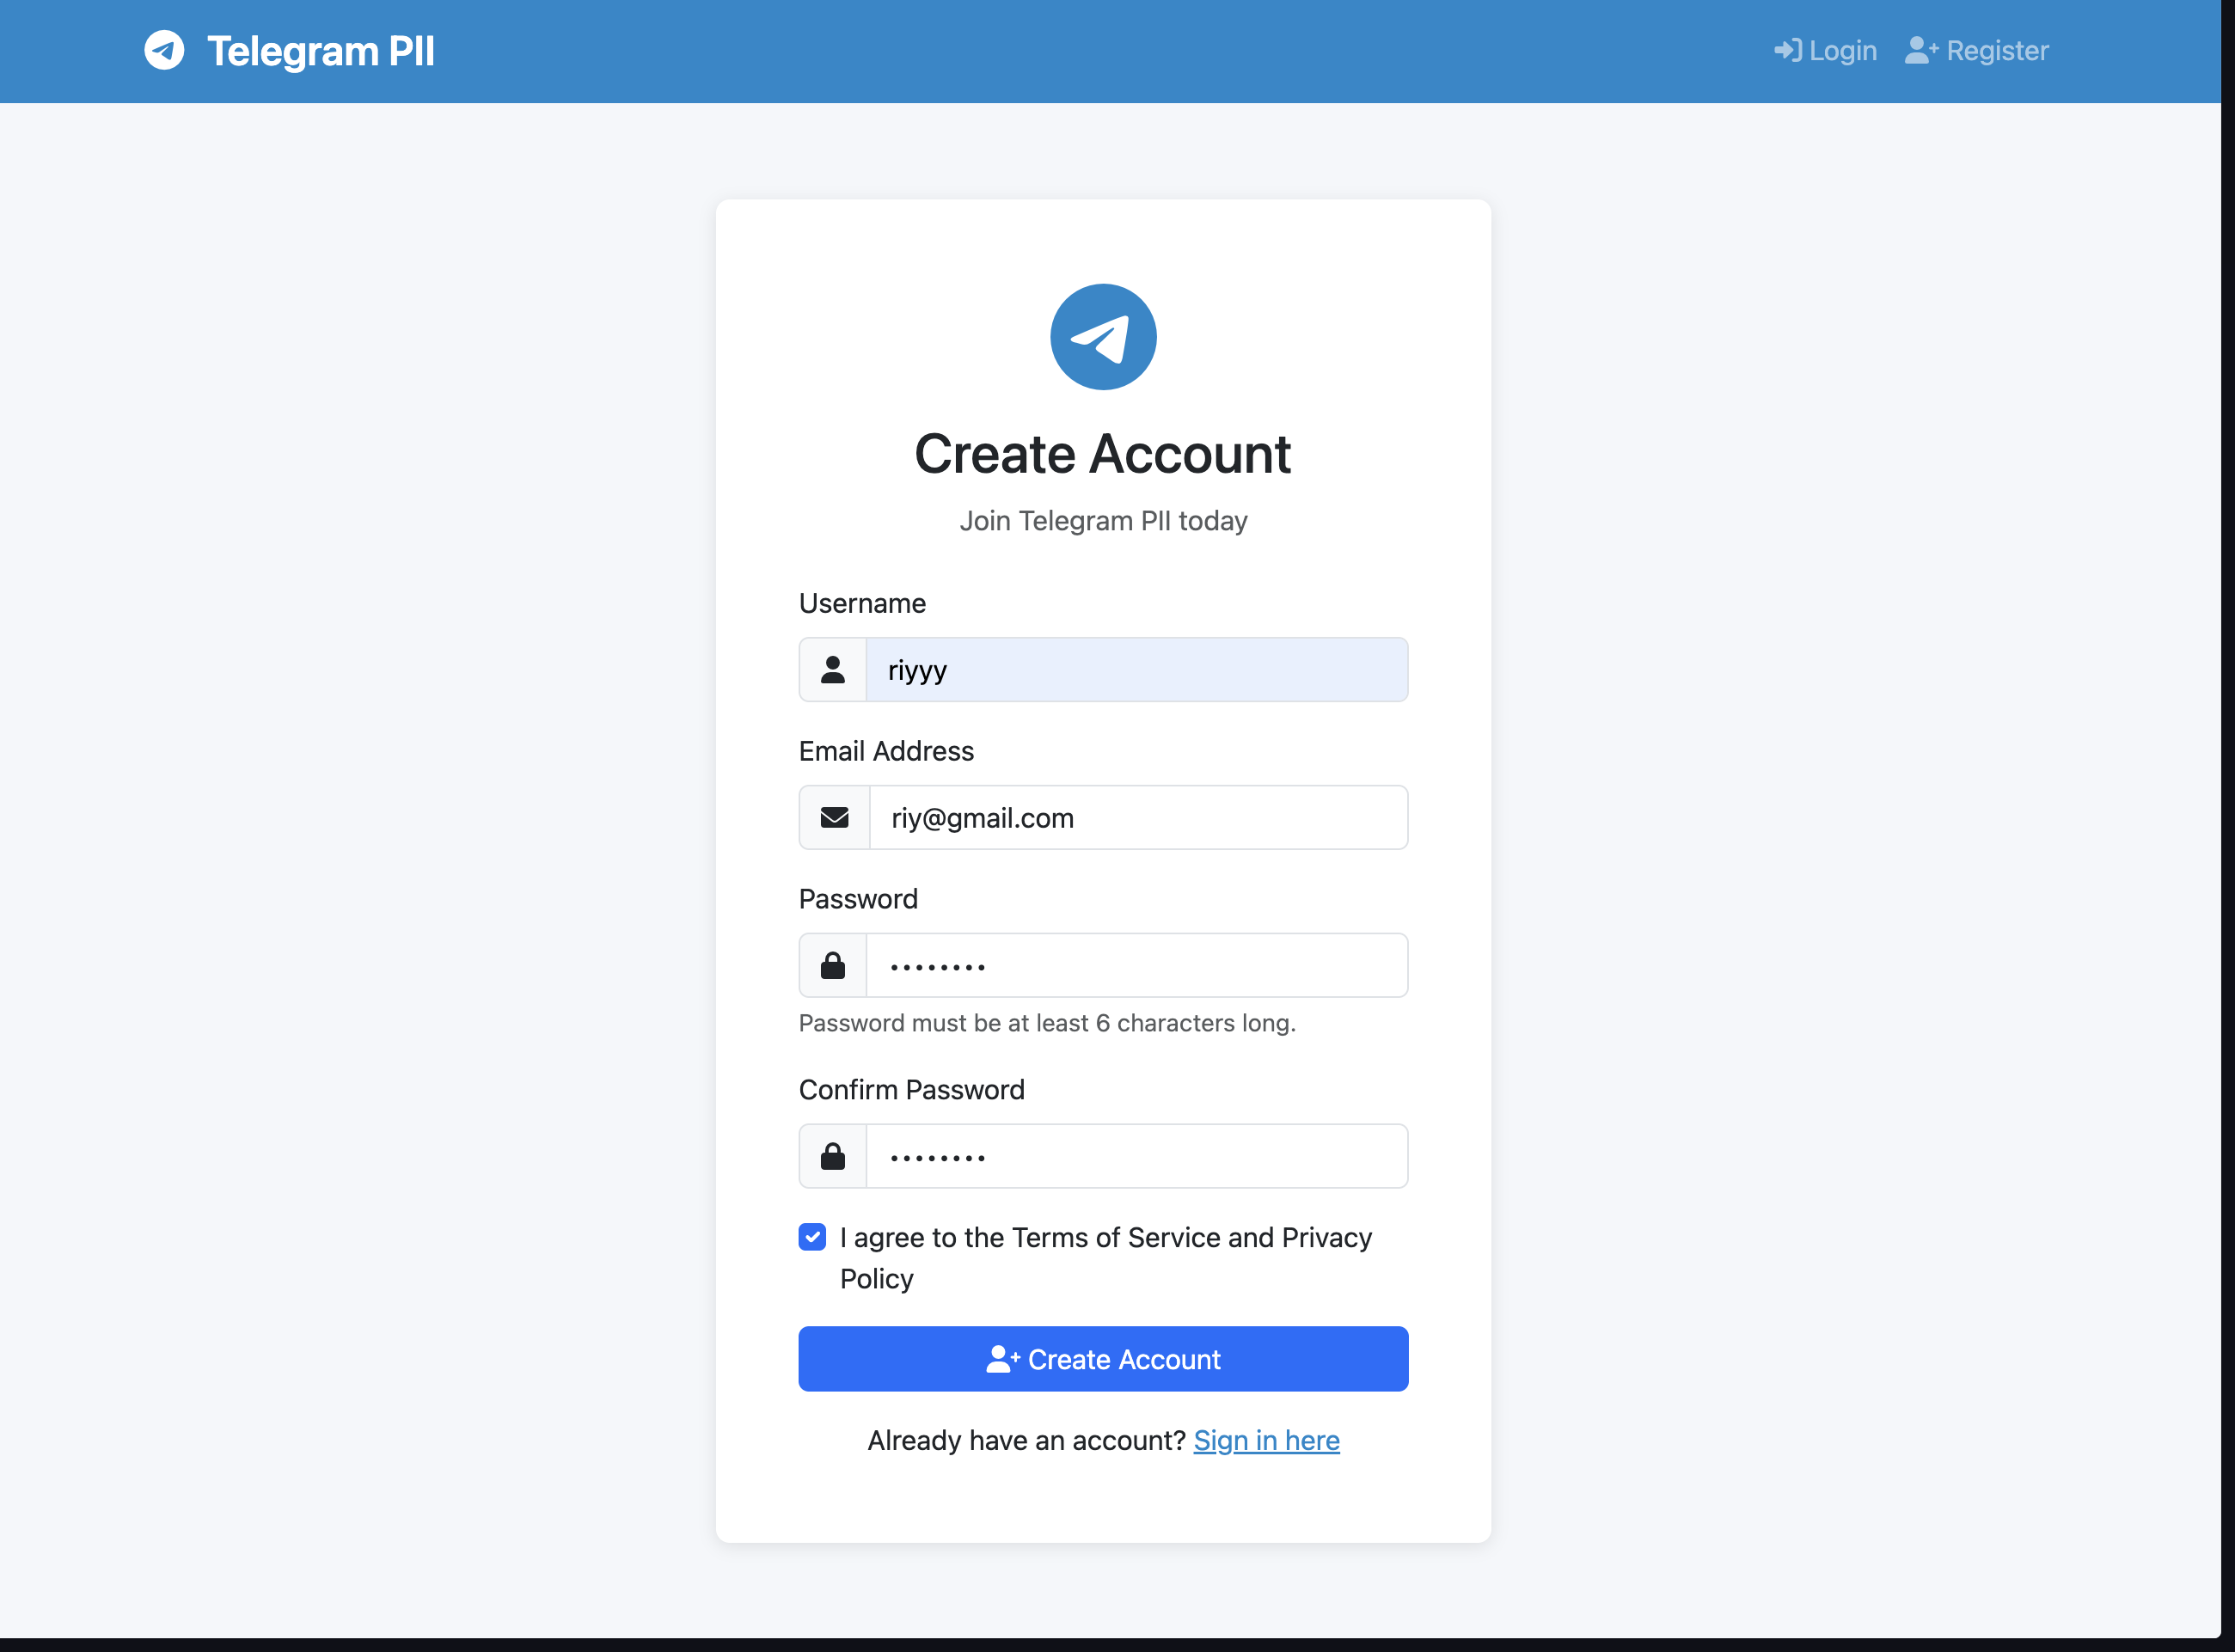 Telegram PII
Login
Register
Create Account
Join Telegram PII today
Username
riyyy
Email Address
riy@gmail.com
Password
••••••••
Password must be at least 6 characters long.
Confirm Password
••••••••
I agree to the Terms of Service and Privacy
Policy
Create Account
Already have an account? Sign in here